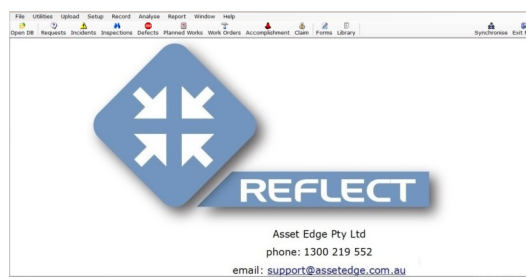 File Utilities Upload Setup Record Analyse Report Window Help
Open DB Requests Incidents Inspections Defects Planned Works Work Orders Accomplishment Claim Forms Library Synchronise Exit
REFLECT
Asset Edge Pty Ltd
phone: 1300 219 552
email: support@assetedge.com.au